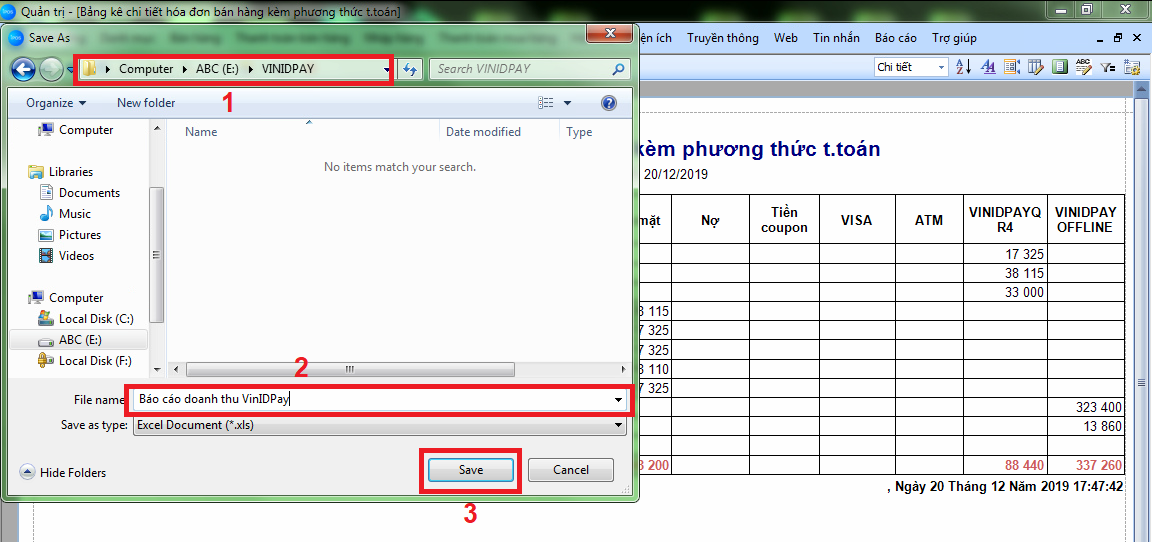 Quản trị - [Bảng kê chi tiết hóa đơn bán hàng kèm phương thức t.toán]
Save As
Computer ABC (E:) VINIDPAY
Search VINIDPAY
1
Organize
New folder
Computer
Libraries
Documents
Music
Pictures
Videos
Computer
Local Disk (C:)
ABC (E:)
Local Disk (F:)
Name
Date modified
Type
No items match your search.
2
File name
Báo cáo doanh thu VinIDPay
Save as type:
Excel Document (*.xls)
Hide Folders
Save
Cancel
3
ện ích Truyền thông Web Tin nhắn Báo cáo Trợ giúp
Chi tiết
kèm phương thức t.toán
20/12/2019
mặt Nợ Tiền coupon VISA ATM VINIDPAYQR4 VINIDPAY OFFLINE
17 325
38 115
33 000
115
325
325
110
325
323 400
13 860
200 88 440 337 260
, Ngày 20 Tháng 12 Năm 2019 17:47:42